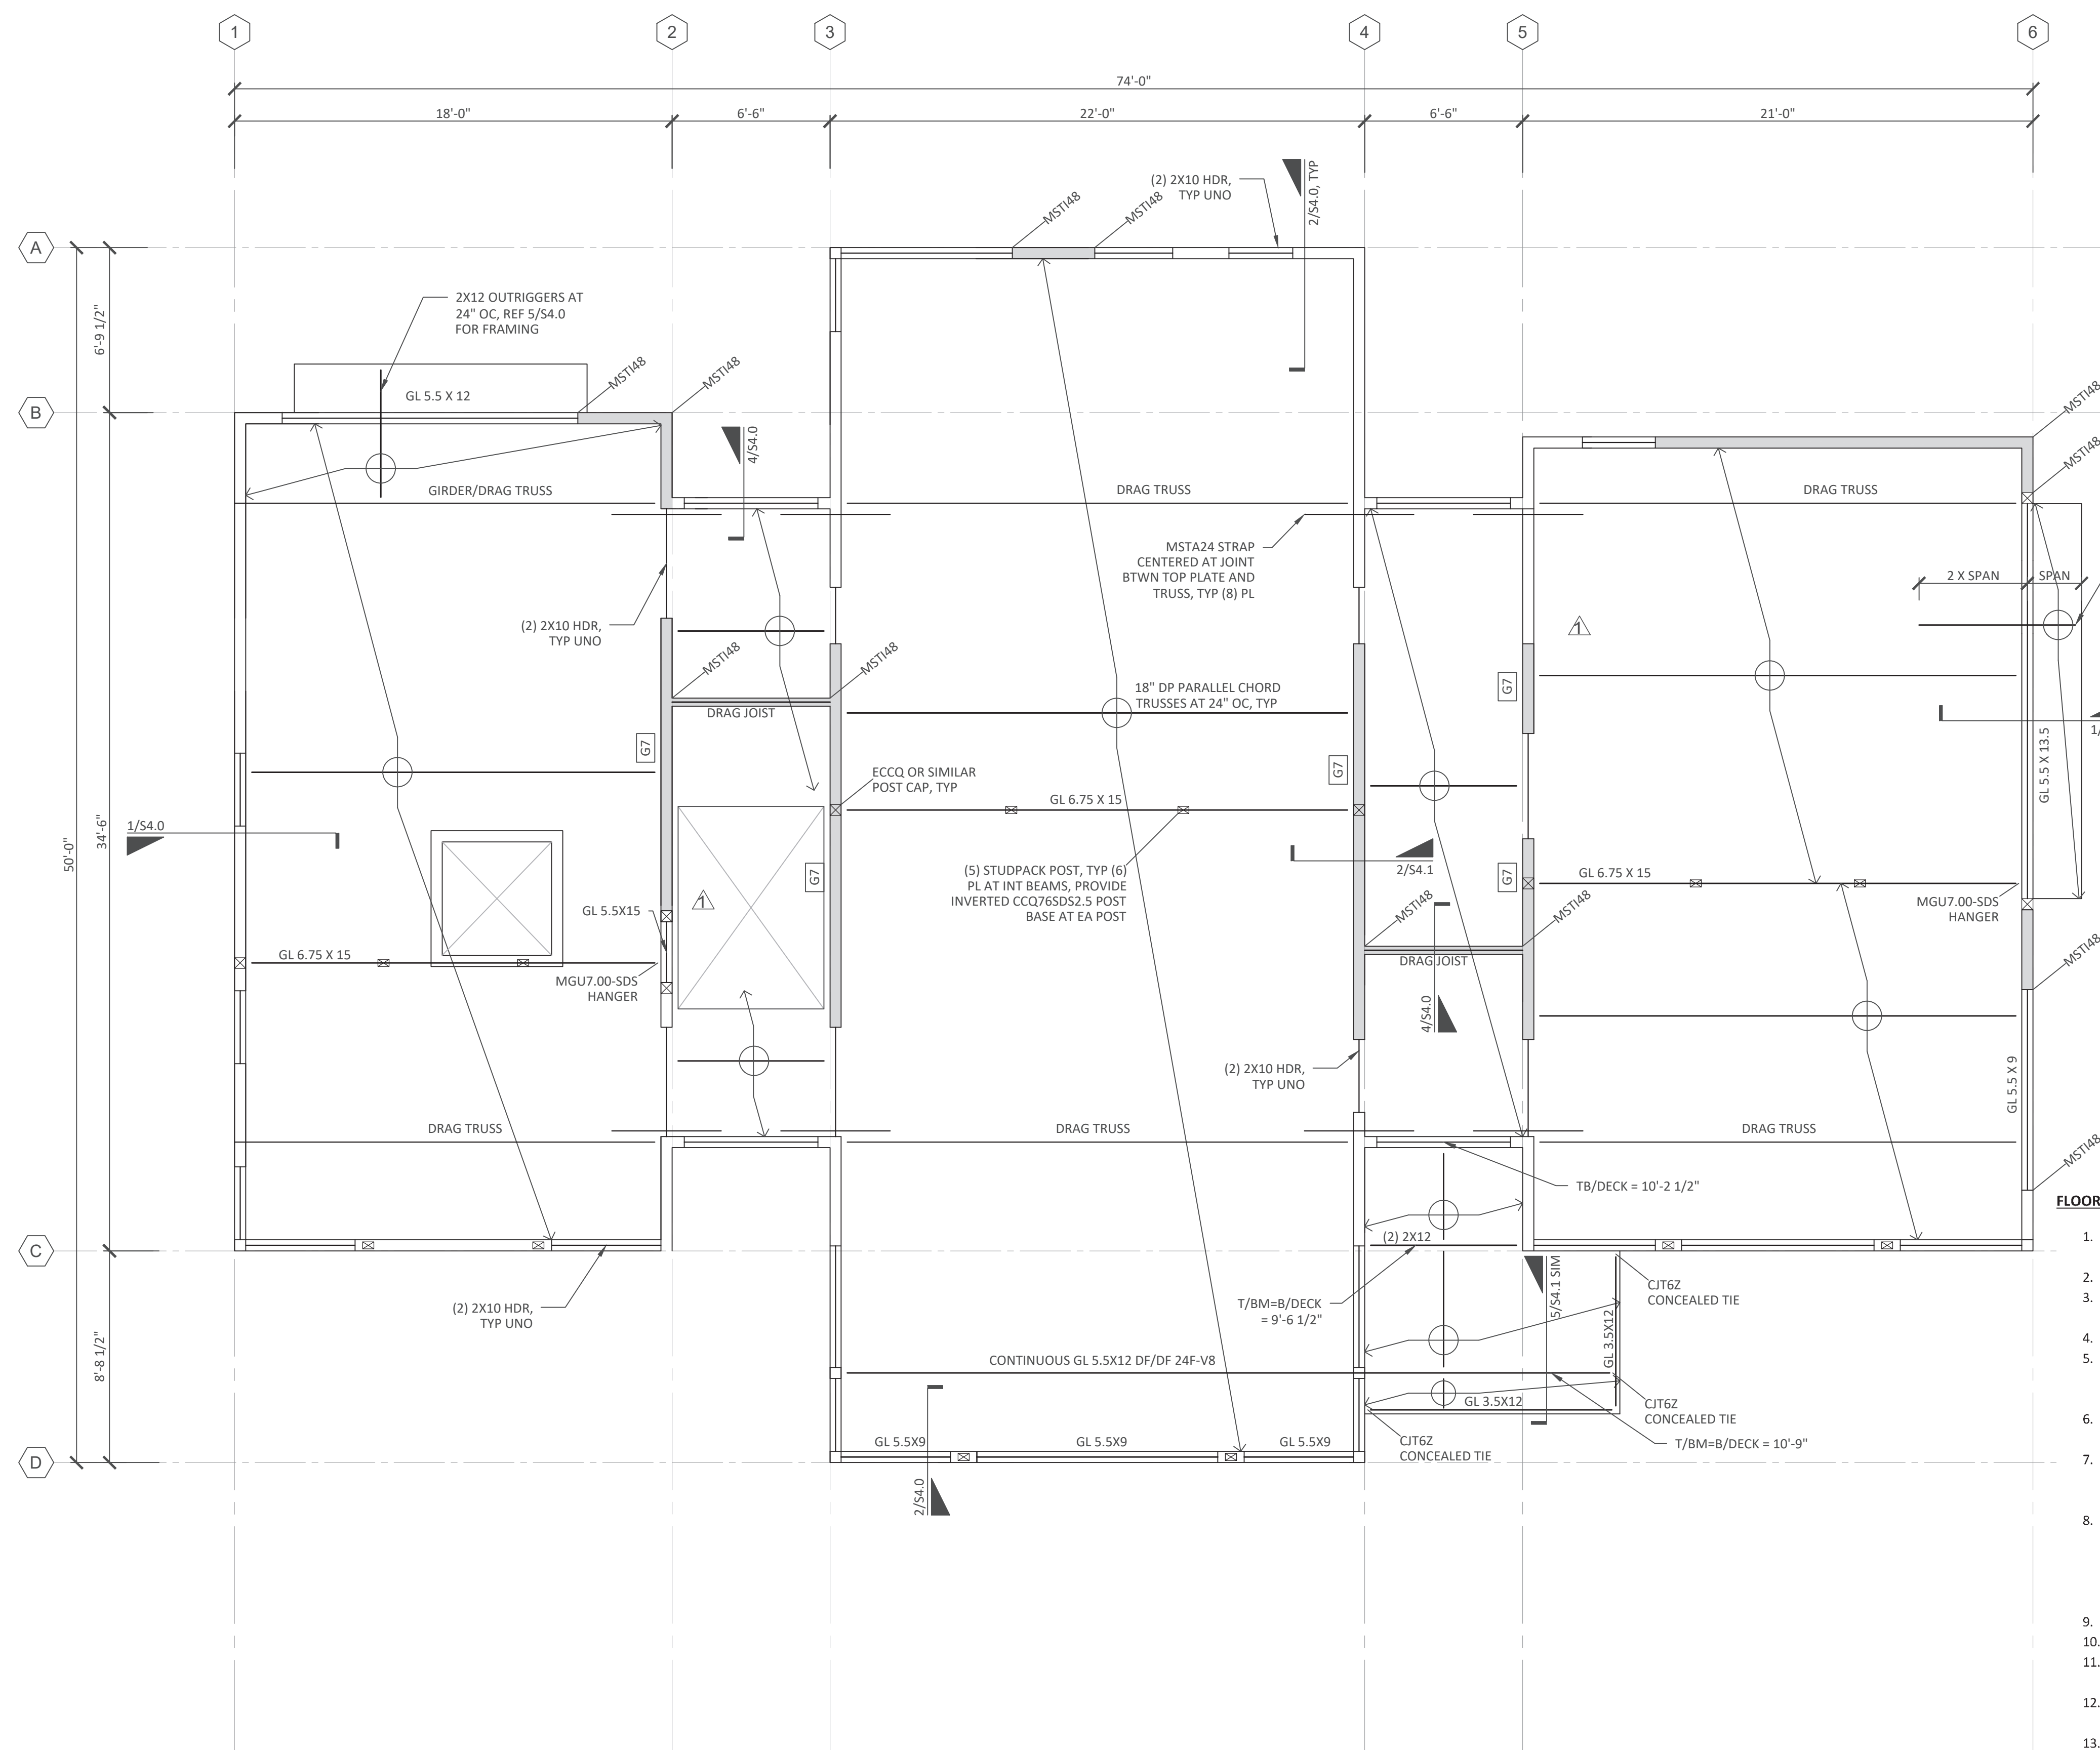 1
2
3
4
5
6
74'-0"
18'-0"
6'-6"
22'-0"
6'-6"
21'-0"
(2) 2X10 HDR,
TYP UNO
2/S4.0, TYP
MSTI48
MSTI48
A
6'-9 1/2"
2X12 OUTRIGGERS AT
24" OC, REF 5/S4.0
FOR FRAMING
GL 5.5 X 12
MSTI48
MSTI48
MSTI48
B
4/S4.0
MSTI48
GIRDER/DRAG TRUSS
DRAG TRUSS
DRAG TRUSS
MSTA24 STRAP
CENTERED AT JOINT
BTWN TOP PLATE AND
TRUSS, TYP (8) PL
2 X SPAN
SPAN
(2) 2X10 HDR,
TYP UNO
1
MSTI48
MSTI48
18" DP PARALLEL CHORD
TRUSSES AT 24" OC, TYP
G7
DRAG JOIST
G7
G7
1/
GL 5.5 X 13.5
ECCQ OR SIMILAR
POST CAP, TYP
GL 6.75 X 15
50'-0"
34'-6"
1/S4.0
(5) STUDPACK POST, TYP (6)
PL AT INT BEAMS, PROVIDE
INVERTED CCQ76SDS2.5 POST
BASE AT EA POST
2/S4.1
G7
G7
GL 6.75 X 15
MGU7.00-SDS
HANGER
1
GL 5.5X15
MSTI48
MSTI48
MSTI48
GL 6.75 X 15
MGU7.00-SDS
HANGER
DRAG JOIST
4/S4.0
(2) 2X10 HDR,
TYP UNO
GL 5.5 X 9
DRAG TRUSS
DRAG TRUSS
DRAG TRUSS
MSTI48
TB/DECK = 10'-2 1/2"
FLOOR
1.
2.
3.
4.
5.
6.
7.
8.
9.
10.
11.
12.
13.
C
(2) 2X12
(2) 2X10 HDR,
TYP UNO
T/BM=B/DECK
= 9'-6 1/2"
5/S4.1 SIM
CJT6Z
CONCEALED TIE
GL 3.5X12
8'-8 1/2"
CONTINUOUS GL 5.5X12 DF/DF 24F-V8
GL 3.5X12
CJT6Z
CONCEALED TIE
GL 5.5X9
GL 5.5X9
GL 5.5X9
CJT6Z
CONCEALED TIE
T/BM=B/DECK = 10'-9"
D
2/S4.0